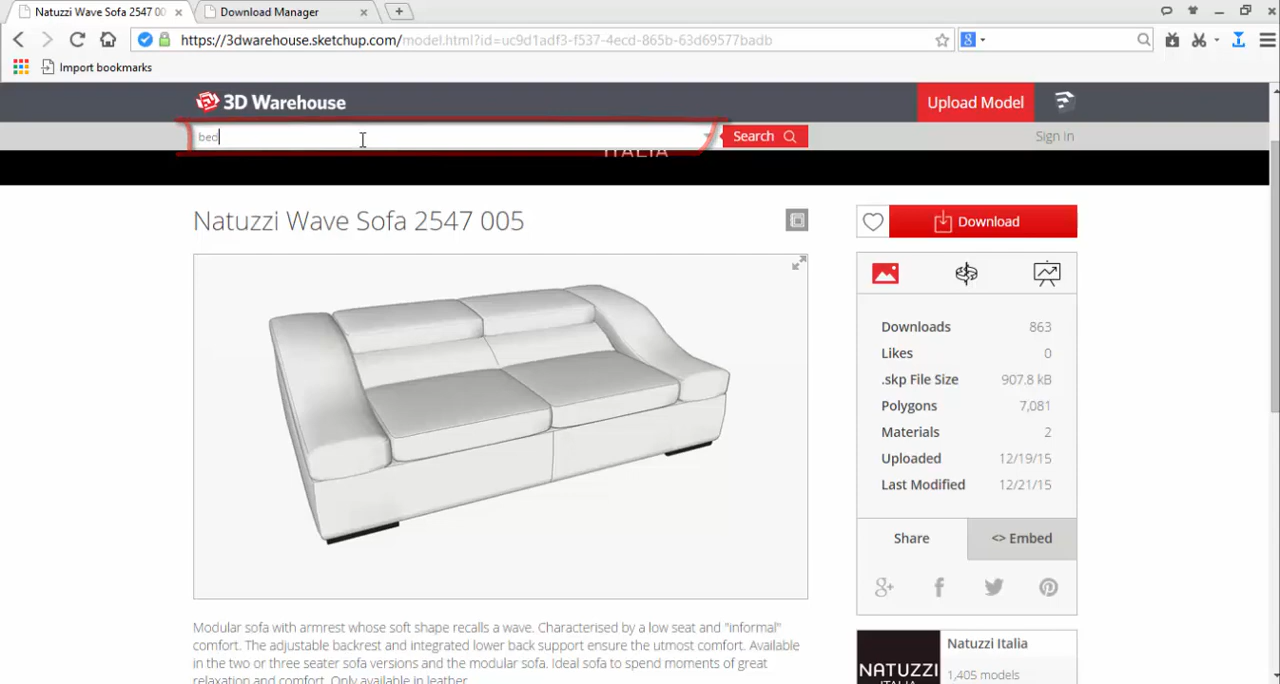 Natuzzi Wave Sofa 2547 00
Download Manager
https://3dwarehouse.sketchup.com/model.html?id=uc9d1adf3-f537-4ecd-865b-63d69577badb
Import bookmarks
3D Warehouse
Upload Model
bed
Search
Sign In
ITALIA
Natuzzi Wave Sofa 2547 005
Download
Downloads 863
Likes 0
.skp File Size 907.8 kB
Polygons 7,081
Materials 2
Uploaded 12/19/15
Last Modified 12/21/15
Share
<> Embed
Modular sofa with armrest whose soft shape recalls a wave. Characterised by a low seat and "informal"
comfort. The adjustable backrest and integrated lower back support ensure the utmost comfort. Available
in the two or three seater sofa versions and the modular sofa. Ideal sofa to spend moments of great
relaxation and comfort. Only available in leather.
Natuzzi Italia
1,405 models
NATUZZI
ITALIA